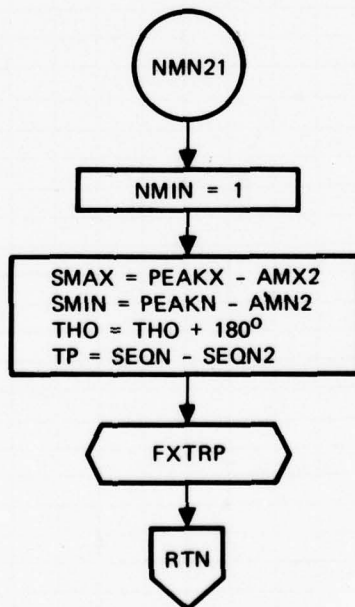 NMN21
NMIN = 1
SMAX = PEAKX - AMX2
SMIN = PEAKN - AMN2
THO = THO + 180°
TP = SEQN - SEQN2
FXTRP
RTN